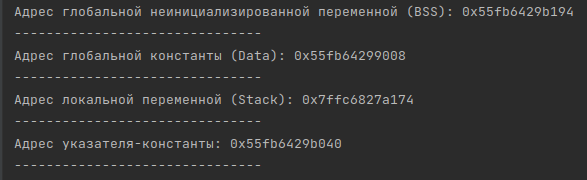 Адрес глобальной неинициализированной переменной (BSS): 0x55fb6429b194
-------------------------------
Адрес глобальной константы (Data): 0x55fb64299008
-------------------------------
Адрес локальной переменной (Stack): 0x7ffc6827a174
-------------------------------
Адрес указателя-константы: 0x55fb6429b040
-------------------------------